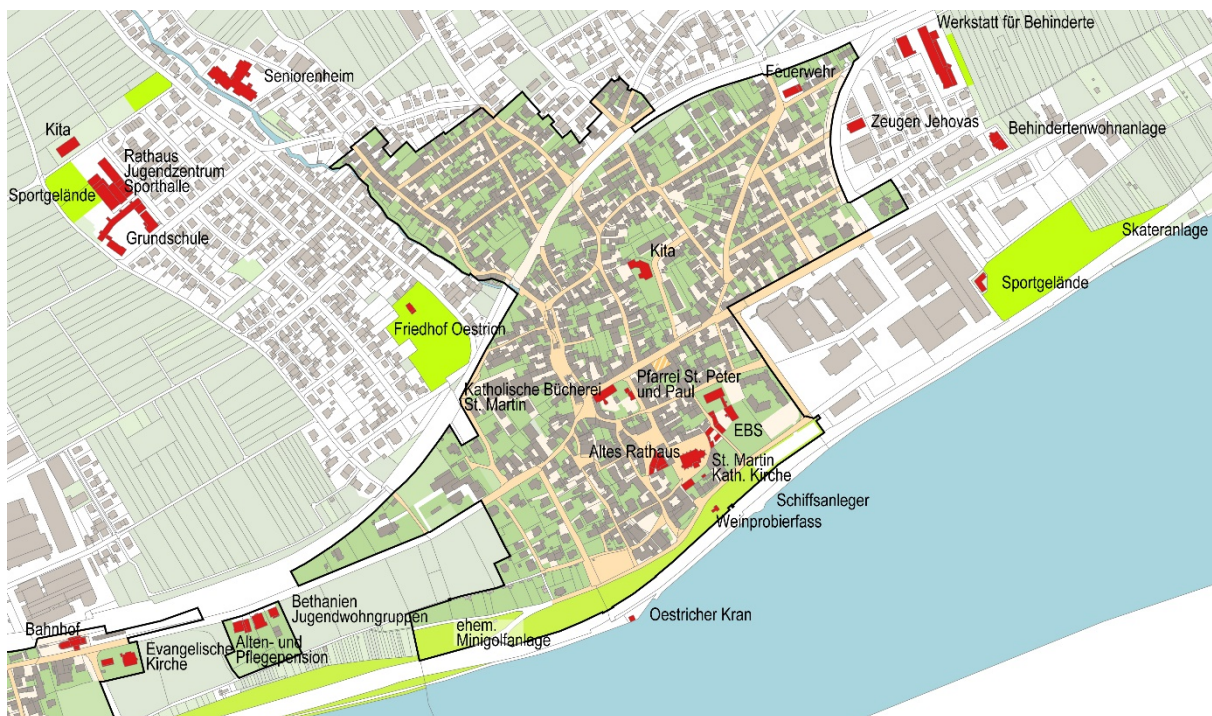 Werkstatt für Behinderte
Seniorenheim
Feuerwehr
Kita
Zeugen Jehovas
Behindertenwohnanlage
Rathaus
Jugendzentrum
Sporthalle
Sportgelände
Grundschule
Skateranlage
Kita
Sportgelände
Friedhof Oestrich
Katholische Bücherei
St. Martin
Pfarrei St. Peter
und Paul
EBS
Altes Rathaus
St. Martin
Kath. Kirche
Schiffsanleger
Weinprobierfass
Bethanien
Jugendwohngruppen
Oestricher Kran
ehem.
Minigolfanlage
Bahnhof
Evangelische
Kirche
Alten- und
Pflegepension